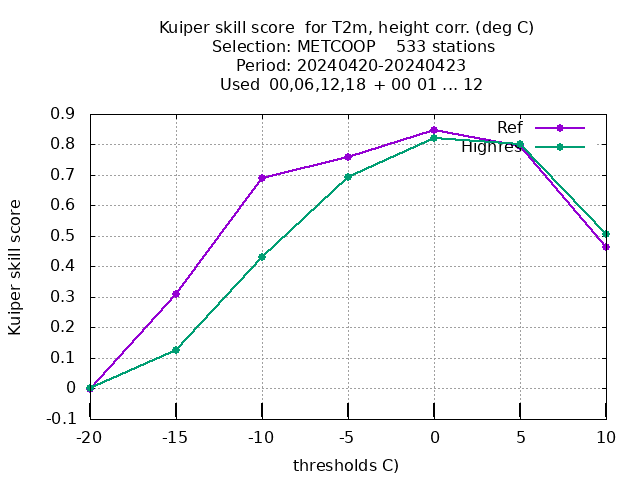 Kuiper skill score  for T2m, height corr. (deg C)
Selection: METCOOP    533 stations
Period: 20240420-20240423
Used  00,06,12,18  + 00 01 ... 12
0.9
0.8
0.7
0.6
0.5
0.4
0.3
0.2
0.1
0
-0.1
Kuiper skill score
Ref
Highres
-20
-15
-10
-5
0
5
10
thresholds C)